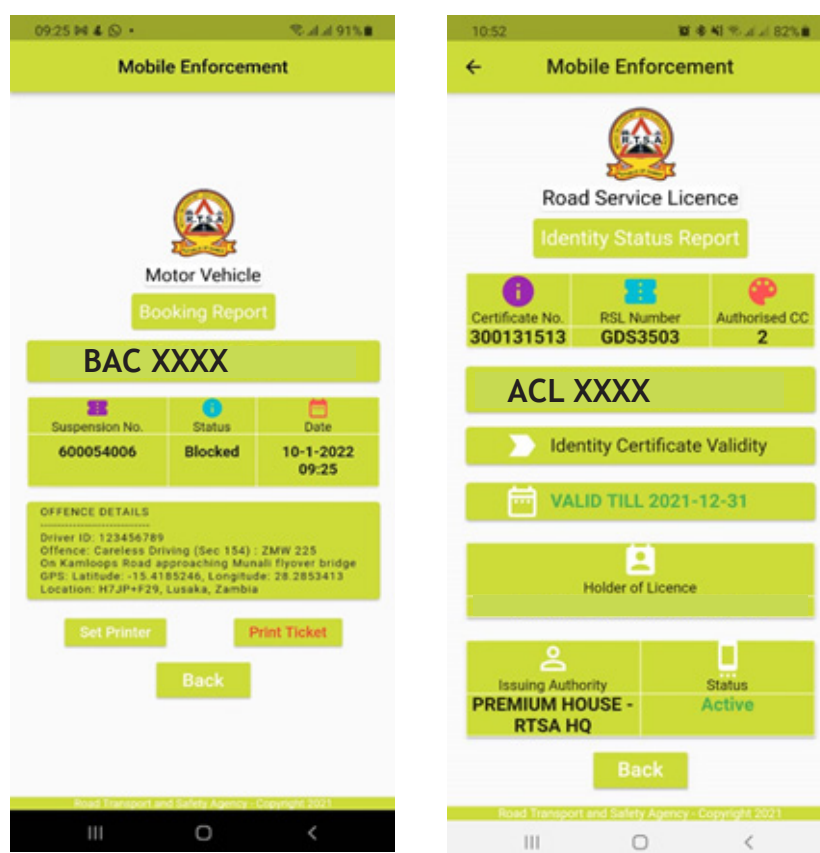 09:25
91%
Mobile Enforcement
R.T.S.A
Motor Vehicle
Booking Report
BAC XXXX
Suspension No.
600054006
Status
Blocked
Date
10-1-2022
09:25
OFFENCE DETAILS
Driver ID: 123456789
Offence: Careless Driving (Sec 154) : ZMW 225
On Kamloops Road approaching Munali flyover bridge
GPS: Latitude: -15.4185246, Longitude: 28.2853413
Location: H7JP+F29, Lusaka, Zambia
Set Printer
Print Ticket
Back
Road Transport and Safety Agency - Copyright 2021
10:52
82%
Mobile Enforcement
R.T.S.A
Road Service Licence
Identity Status Report
Certificate No.
300131513
RSL Number
GDS3503
Authorised CC
2
ACL XXXX
Identity Certificate Validity
VALID TILL 2021-12-31
Holder of Licence
Issuing Authority
PREMIUM HOUSE -
RTSA HQ
Status
Active
Back
Road Transport and Safety Agency - Copyright 2021